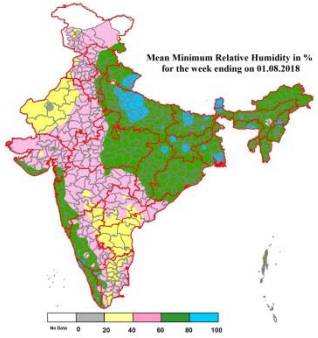 Mean Minimum Relative Humidity in %
for the week ending on 01.08.2018
No Data 0 20 40 60 80 100